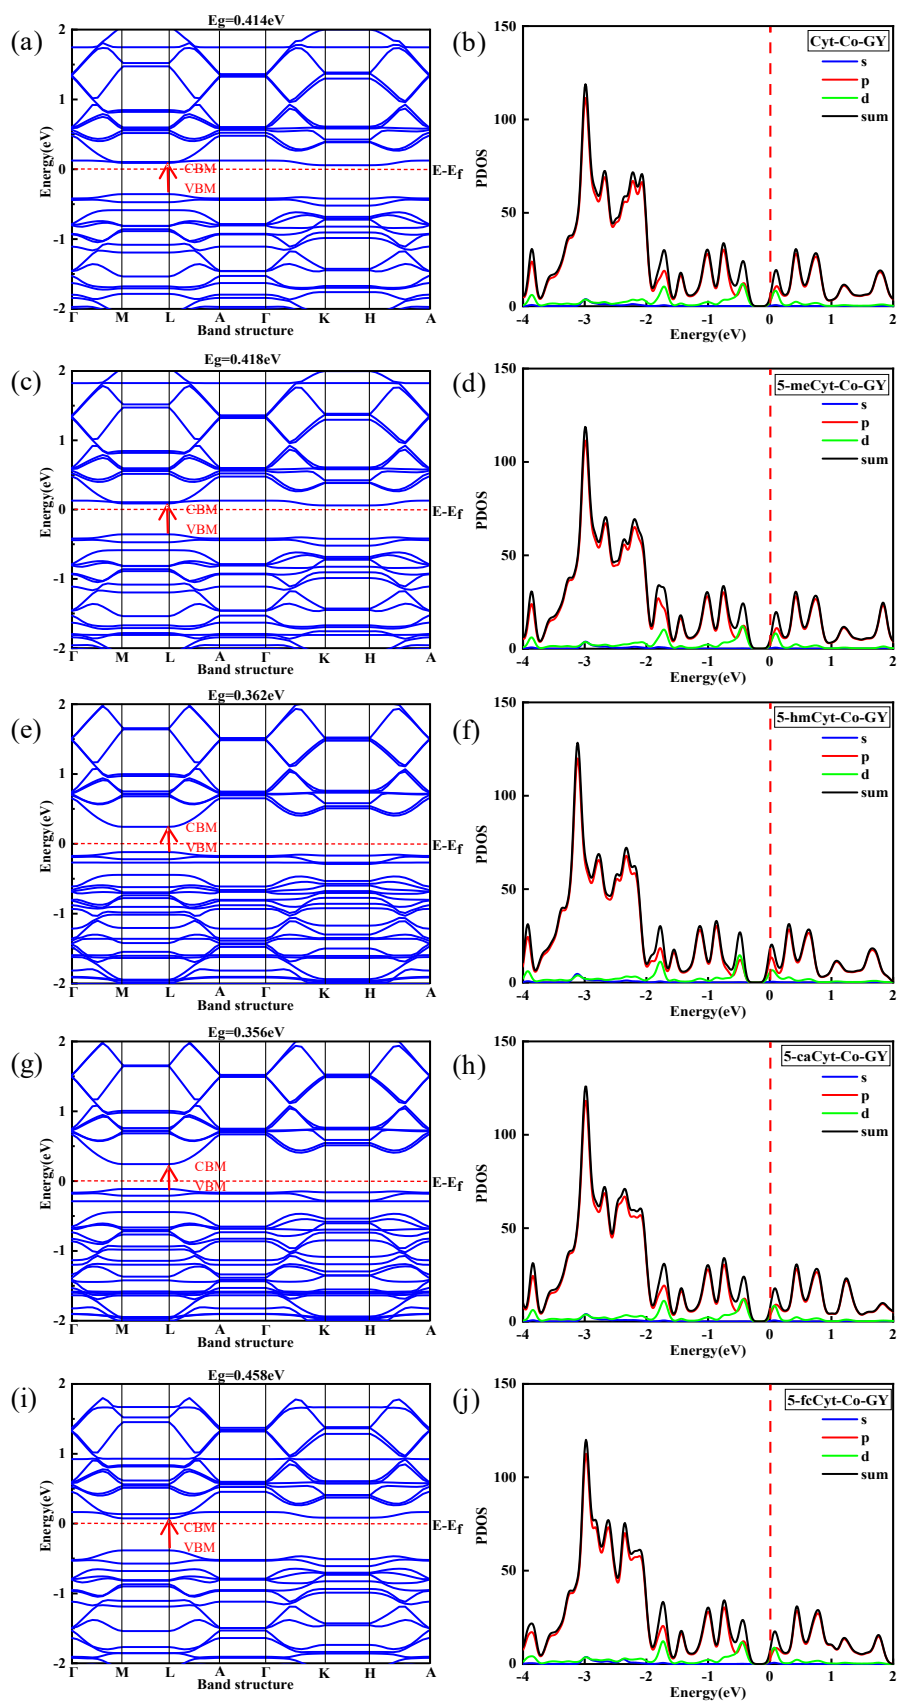 (a)
Eg=0.414eV
2
1
0
-1
-2
Energy(eV)
CBM
VBM
E-Ef
Γ M L A Γ K H A
Band structure
(b)
150
100
50
0
PDOS
Cyt-Co-GY
s
p
d
sum
-4 -3 -2 -1 0 1 2
Energy(eV)
(c)
Eg=0.418eV
2
1
0
-1
-2
Energy(eV)
CBM
VBM
E-Ef
Γ M L A Γ K H A
Band structure
(d)
150
100
50
0
PDOS
5-meCyt-Co-GY
s
p
d
sum
-4 -3 -2 -1 0 1 2
Energy(eV)
(e)
Eg=0.362eV
2
1
0
-1
-2
Energy(eV)
CBM
VBM
E-Ef
Γ M L A Γ K H A
Band structure
(f)
150
100
50
0
PDOS
5-hmCyt-Co-GY
s
p
d
sum
-4 -3 -2 -1 0 1 2
Energy(eV)
(g)
Eg=0.356eV
2
1
0
-1
-2
Energy(eV)
CBM
VBM
E-Ef
Γ M L A Γ K H A
Band structure
(h)
150
100
50
0
PDOS
5-caCyt-Co-GY
s
p
d
sum
-4 -3 -2 -1 0 1 2
Energy(eV)
(i)
Eg=0.458eV
2
1
0
-1
-2
Energy(eV)
CBM
VBM
E-Ef
Γ M L A Γ K H A
Band structure
(j)
150
100
50
0
PDOS
5-fcCyt-Co-GY
s
p
d
sum
-4 -3 -2 -1 0 1 2
Energy(eV)